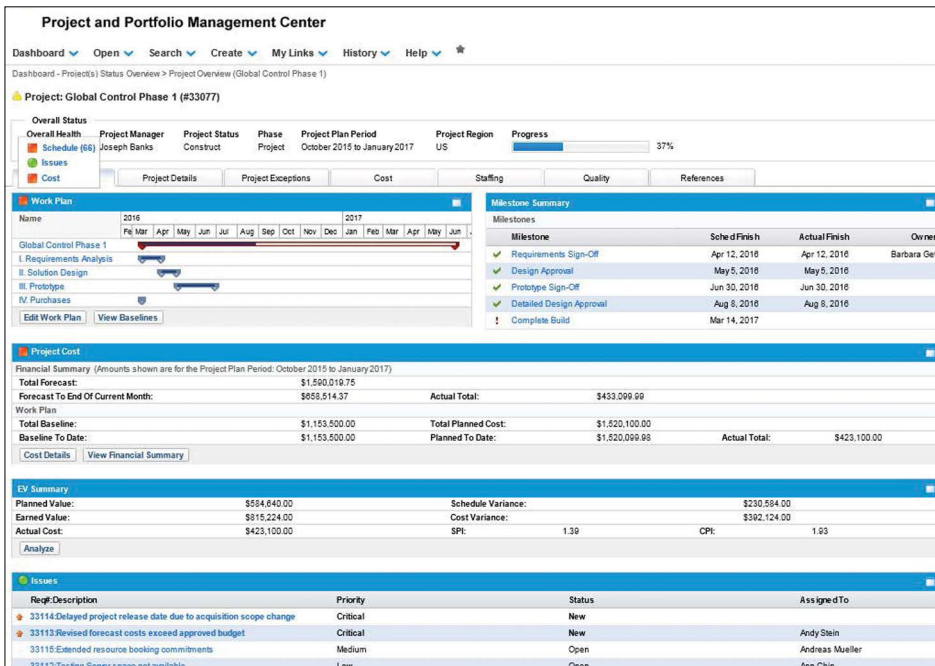 Project and Portfolio Management Center
Dashboard Open Search Create My Links History Help
Dashboard - Project(s) Status Overview > Project Overview (Global Control Phase 1)
Project: Global Control Phase 1 (#33077)
Overall Status
Overall Health Project Manager Project Status Phase Project Plan Period Project Region Progress
Schedule (66) Joseph Banks Construct Project October 2015 to January 2017 US 37%
Issues
Cost Project Details Project Exceptions Cost Staffing Quality References
Work Plan
Name 2016 2017
Fe Mar Apr May Jun Jul Aug Sep Oct Nov Dec Jan Feb Mar Apr May Jun
Global Control Phase 1
I. Requirements Analysis
II. Solution Design
III. Prototype
IV. Purchases
Edit Work Plan View Baselines
Milestone Summary
Milestones
Milestone Sched Finish Actual Finish Owner
Requirements Sign-Off Apr 12, 2016 Apr 12, 2016 Barbara Ge
Design Approval May 5, 2016 May 5, 2016
Prototype Sign-Off Jun 30, 2016 Jun 30, 2016
Detailed Design Approval Aug 8, 2016 Aug 8, 2016
! Complete Build Mar 14, 2017
Project Cost
Financial Summary (Amounts shown are for the Project Plan Period: October 2015 to January 2017)
Total Forecast: $1,590,019.75
Forecast To End Of Current Month: $658,514.37 Actual Total: $433,099.99
Work Plan
Total Baseline: $1,153,500.00 Total Planned Cost: $1,520,100.00
Baseline To Date: $1,153,500.00 Planned To Date: $1,520,099.98 Actual Total: $423,100.00
Cost Details View Financial Summary
EV Summary
Planned Value: $584,640.00 Schedule Variance: $230,584.00
Earned Value: $815,224.00 Cost Variance: $392,124.00
Actual Cost: $423,100.00 SPI: 1.39 CPI: 1.93
Analyze
Issues
Req#:Description Priority Status Assigned To
33114:Delayed project release date due to acquisition scope change Critical New
33113:Revised forecast costs exceed approved budget Critical New Andy Stein
33115:Extended resource booking commitments Medium Open Andreas Mueller